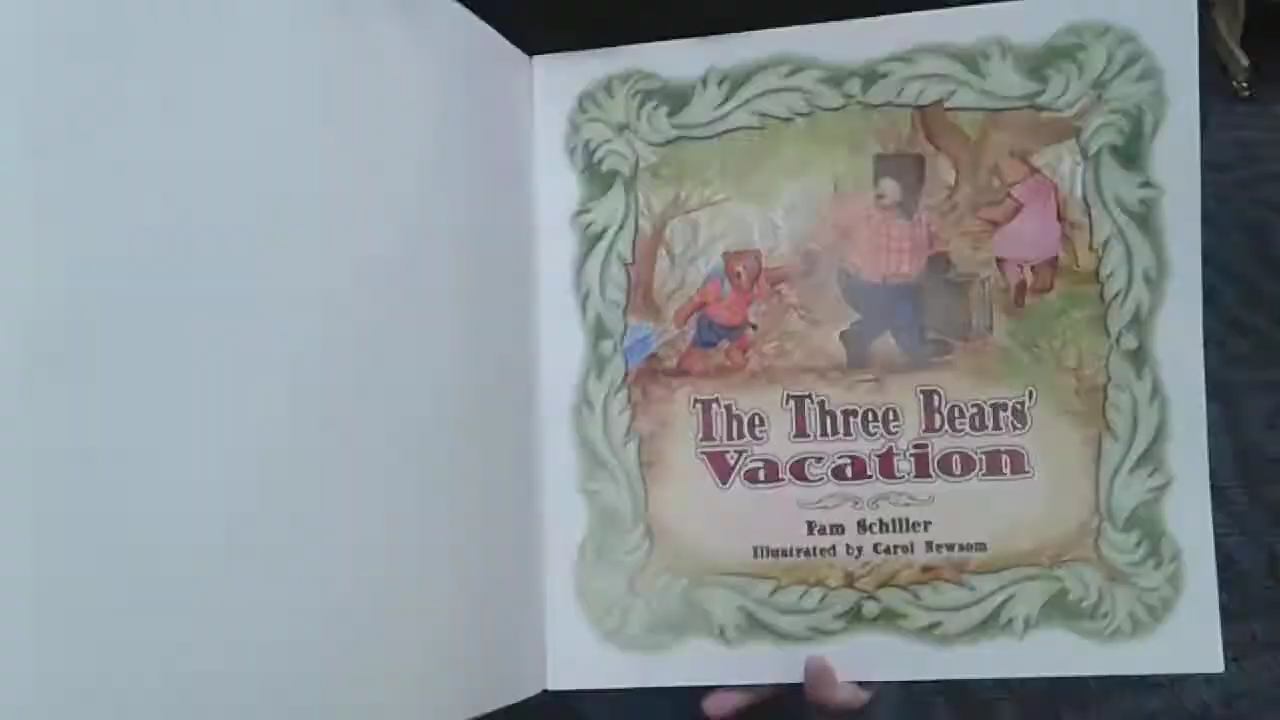 The Three Bears'
Vacation
Pam Schiller
Illustrated by Carol Newsom